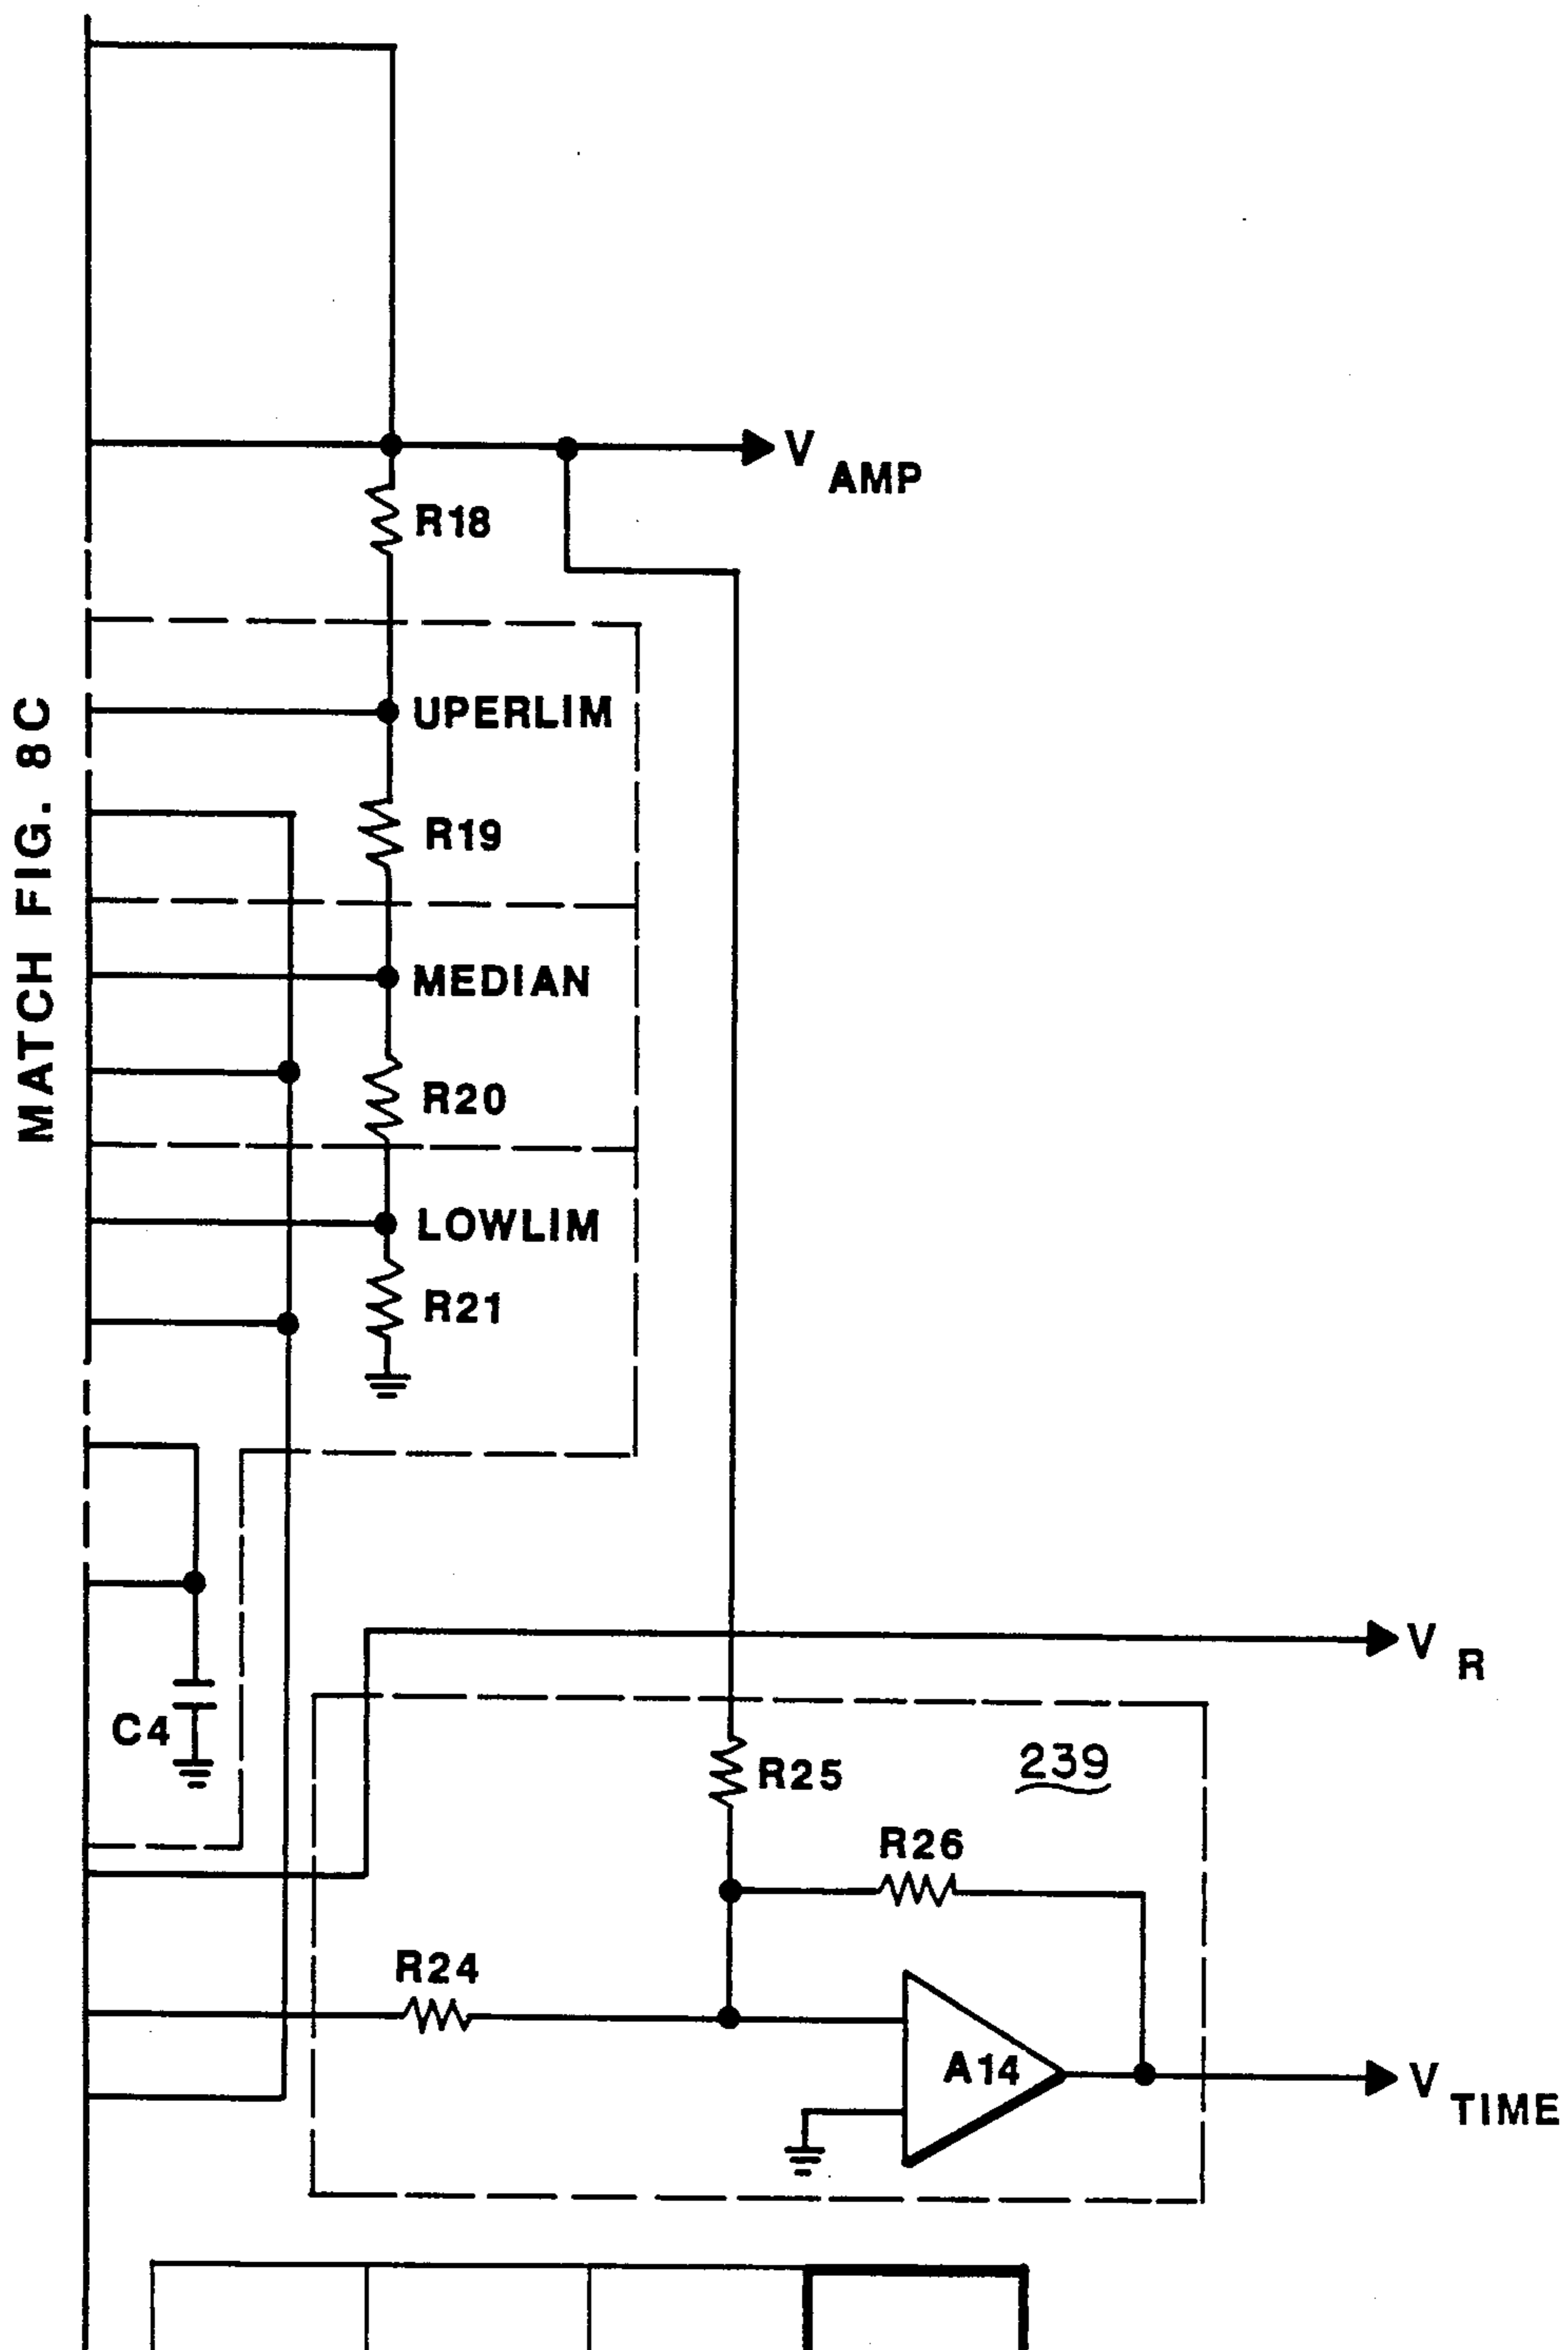 MATCH FIG. 8C
V AMP
R18
UPERLIM
R19
MEDIAN
R20
LOWLIM
R21
V R
C4
R25
239
R26
R24
A14
V TIME